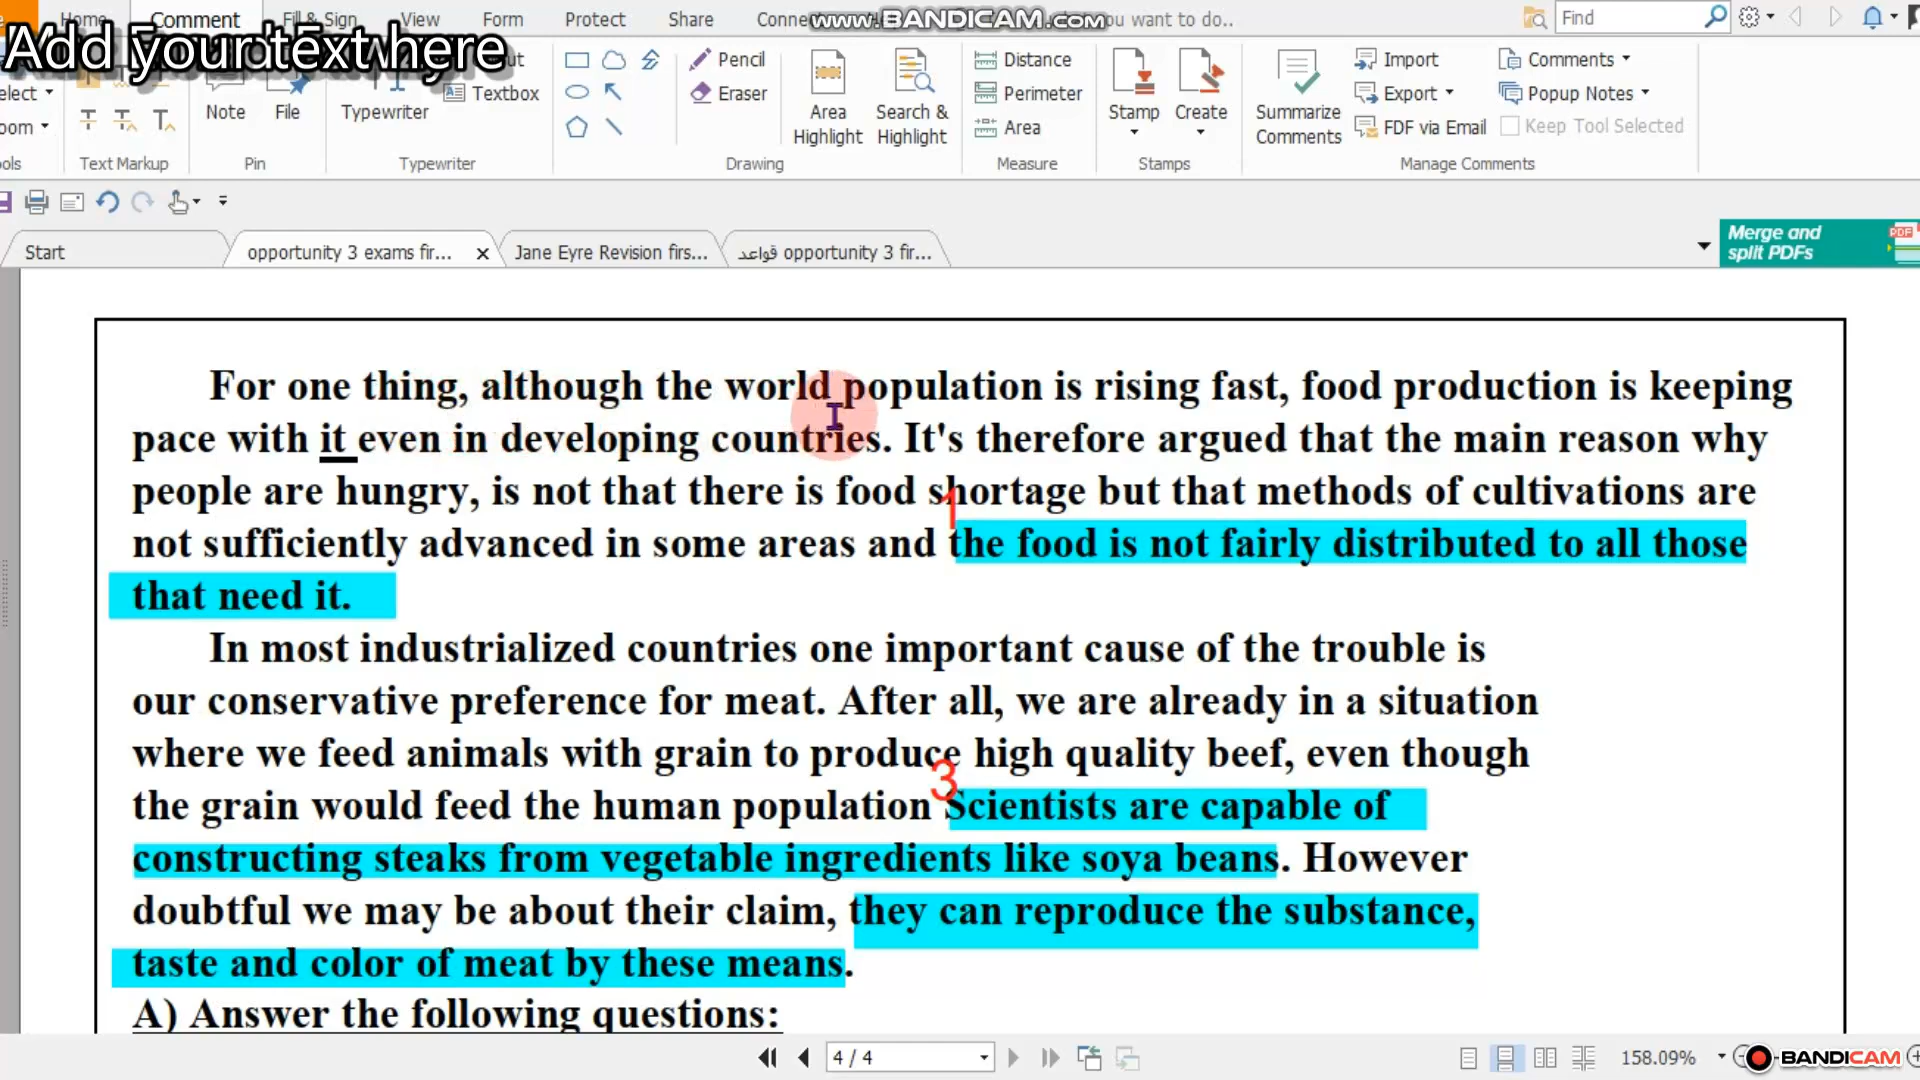 Home Comment Fill & Sign View Form Protect Share Connect www.BANDICAM.com you want to do.. Find
Add your text here
Pencil Distance Import Comments
Textbox Eraser Perimeter Export Popup Notes
Note File Typewriter Area Highlight Search & Highlight Area Stamp Create Summarize Comments FDF via Email Keep Tool Selected
Text Markup Pin Typewriter Drawing Measure Stamps Manage Comments
Start opportunity 3 exams fir... Jane Eyre Revision firs... قواعد opportunity 3 fir... Merge and
split PDFs
For one thing, although the world population is rising fast, food production is keeping
pace with it even in developing countries. It's therefore argued that the main reason why
people are hungry, is not that there is food shortage but that methods of cultivations are
1
not sufficiently advanced in some areas and the food is not fairly distributed to all those
that need it.
In most industrialized countries one important cause of the trouble is
our conservative preference for meat. After all, we are already in a situation
where we feed animals with grain to produce high quality beef, even though
3
the grain would feed the human population Scientists are capable of
constructing steaks from vegetable ingredients like soya beans. However
doubtful we may be about their claim, they can reproduce the substance,
taste and color of meat by these means.
A) Answer the following questions:
4 / 4 158.09% BANDICAM